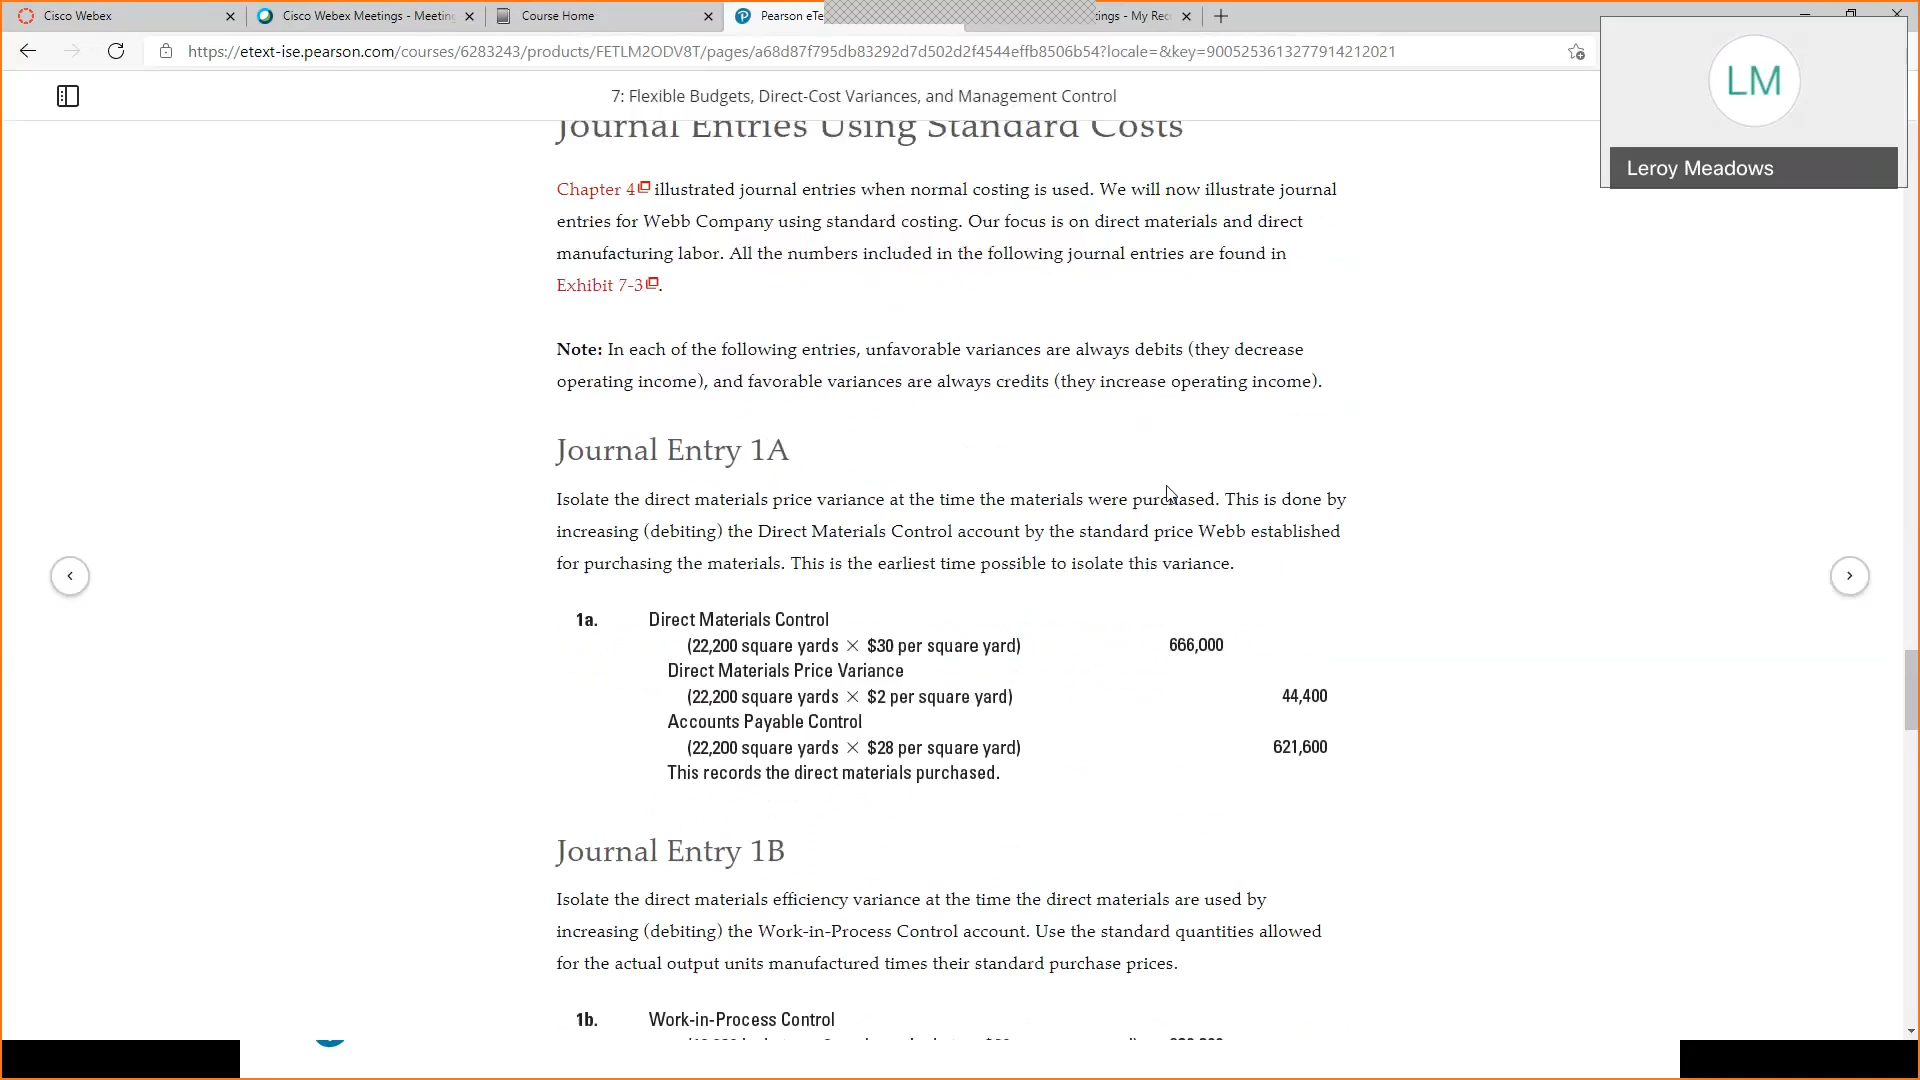 Cisco Webex
Cisco Webex Meetings - Meeting
Course Home
Pearson eTe
ings - My Rec
https://etext-ise.pearson.com/courses/6283243/products/FETLM2ODV8T/pages/a68d87f795db83292d7d502d2f4544effb8506b54?locale=&key=9005253613277914212021
LM
Leroy Meadows
7: Flexible Budgets, Direct-Cost Variances, and Management Control
Journal Entries Using Standard Costs
Chapter 4 illustrated journal entries when normal costing is used. We will now illustrate journal
entries for Webb Company using standard costing. Our focus is on direct materials and direct
manufacturing labor. All the numbers included in the following journal entries are found in
Exhibit 7-3.
Note: In each of the following entries, unfavorable variances are always debits (they decrease
operating income), and favorable variances are always credits (they increase operating income).
Journal Entry 1A
Isolate the direct materials price variance at the time the materials were purchased. This is done by
increasing (debiting) the Direct Materials Control account by the standard price Webb established
for purchasing the materials. This is the earliest time possible to isolate this variance.
1a. Direct Materials Control
(22,200 square yards × $30 per square yard) 666,000
Direct Materials Price Variance
(22,200 square yards × $2 per square yard) 44,400
Accounts Payable Control
(22,200 square yards × $28 per square yard) 621,600
This records the direct materials purchased.
Journal Entry 1B
Isolate the direct materials efficiency variance at the time the direct materials are used by
increasing (debiting) the Work-in-Process Control account. Use the standard quantities allowed
for the actual output units manufactured times their standard purchase prices.
1b. Work-in-Process Control